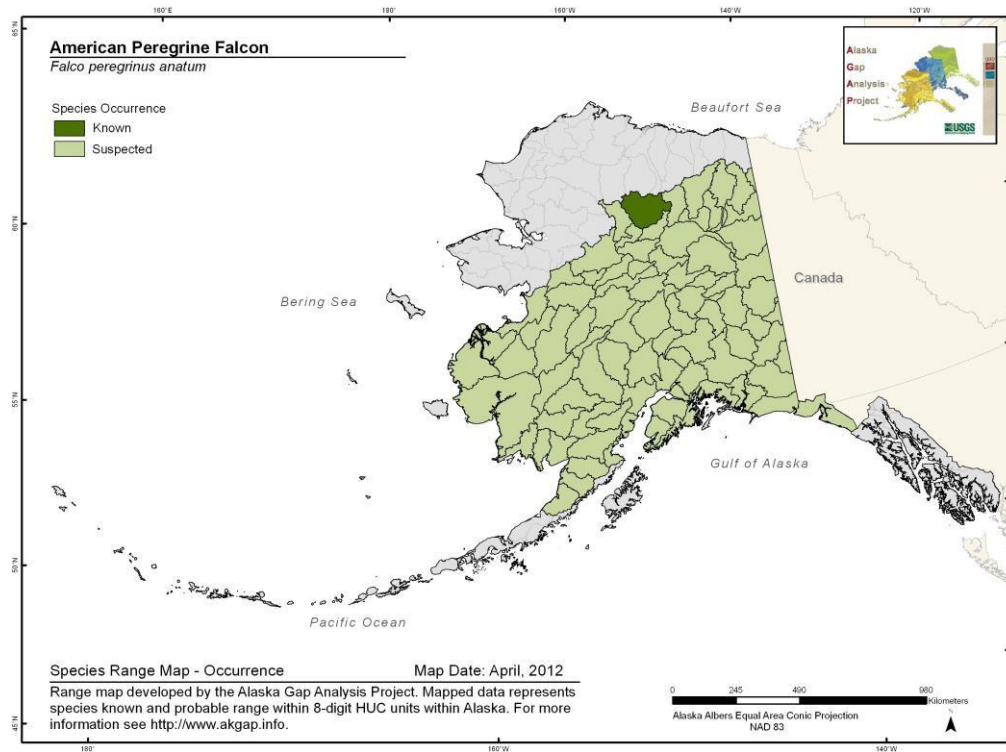 160°E
180°
160°W
140°W
120°W
65°N
American Peregrine Falcon
Falco peregrinus anatum
Species Occurrence
Known
Suspected
Alaska
Gap
Analysis
Project
USGS
Beaufort Sea
60°N
Canada
Bering Sea
55°N
Gulf of Alaska
50°N
Pacific Ocean
Species Range Map - Occurrence Map Date: April, 2012
Range map developed by the Alaska Gap Analysis Project. Mapped data represents
species known and probable range within 8-digit HUC units within Alaska. For more
information see http://www.akgap.info.
0 245 490 980
Kilometers
Alaska Albers Equal Area Conic Projection
NAD 83
N
45°N
180°
160°W
140°W